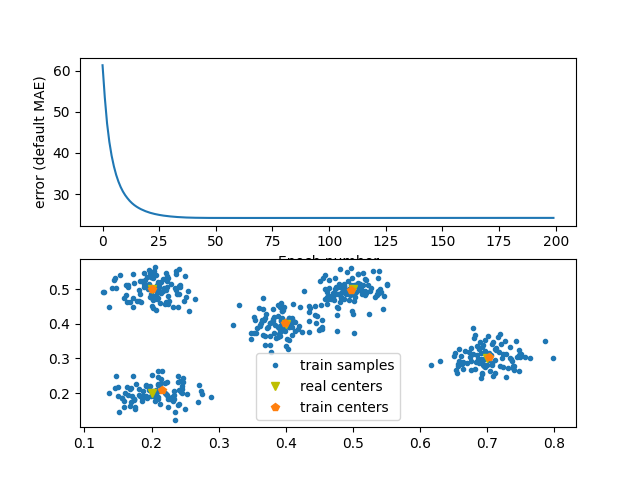 error (default MAE)
60
50
40
30
0 25 50 75 100 125 150 175 200
Epoch number
0.5
0.4
0.3
0.2
train samples
real centers
train centers
0.1 0.2 0.3 0.4 0.5 0.6 0.7 0.8